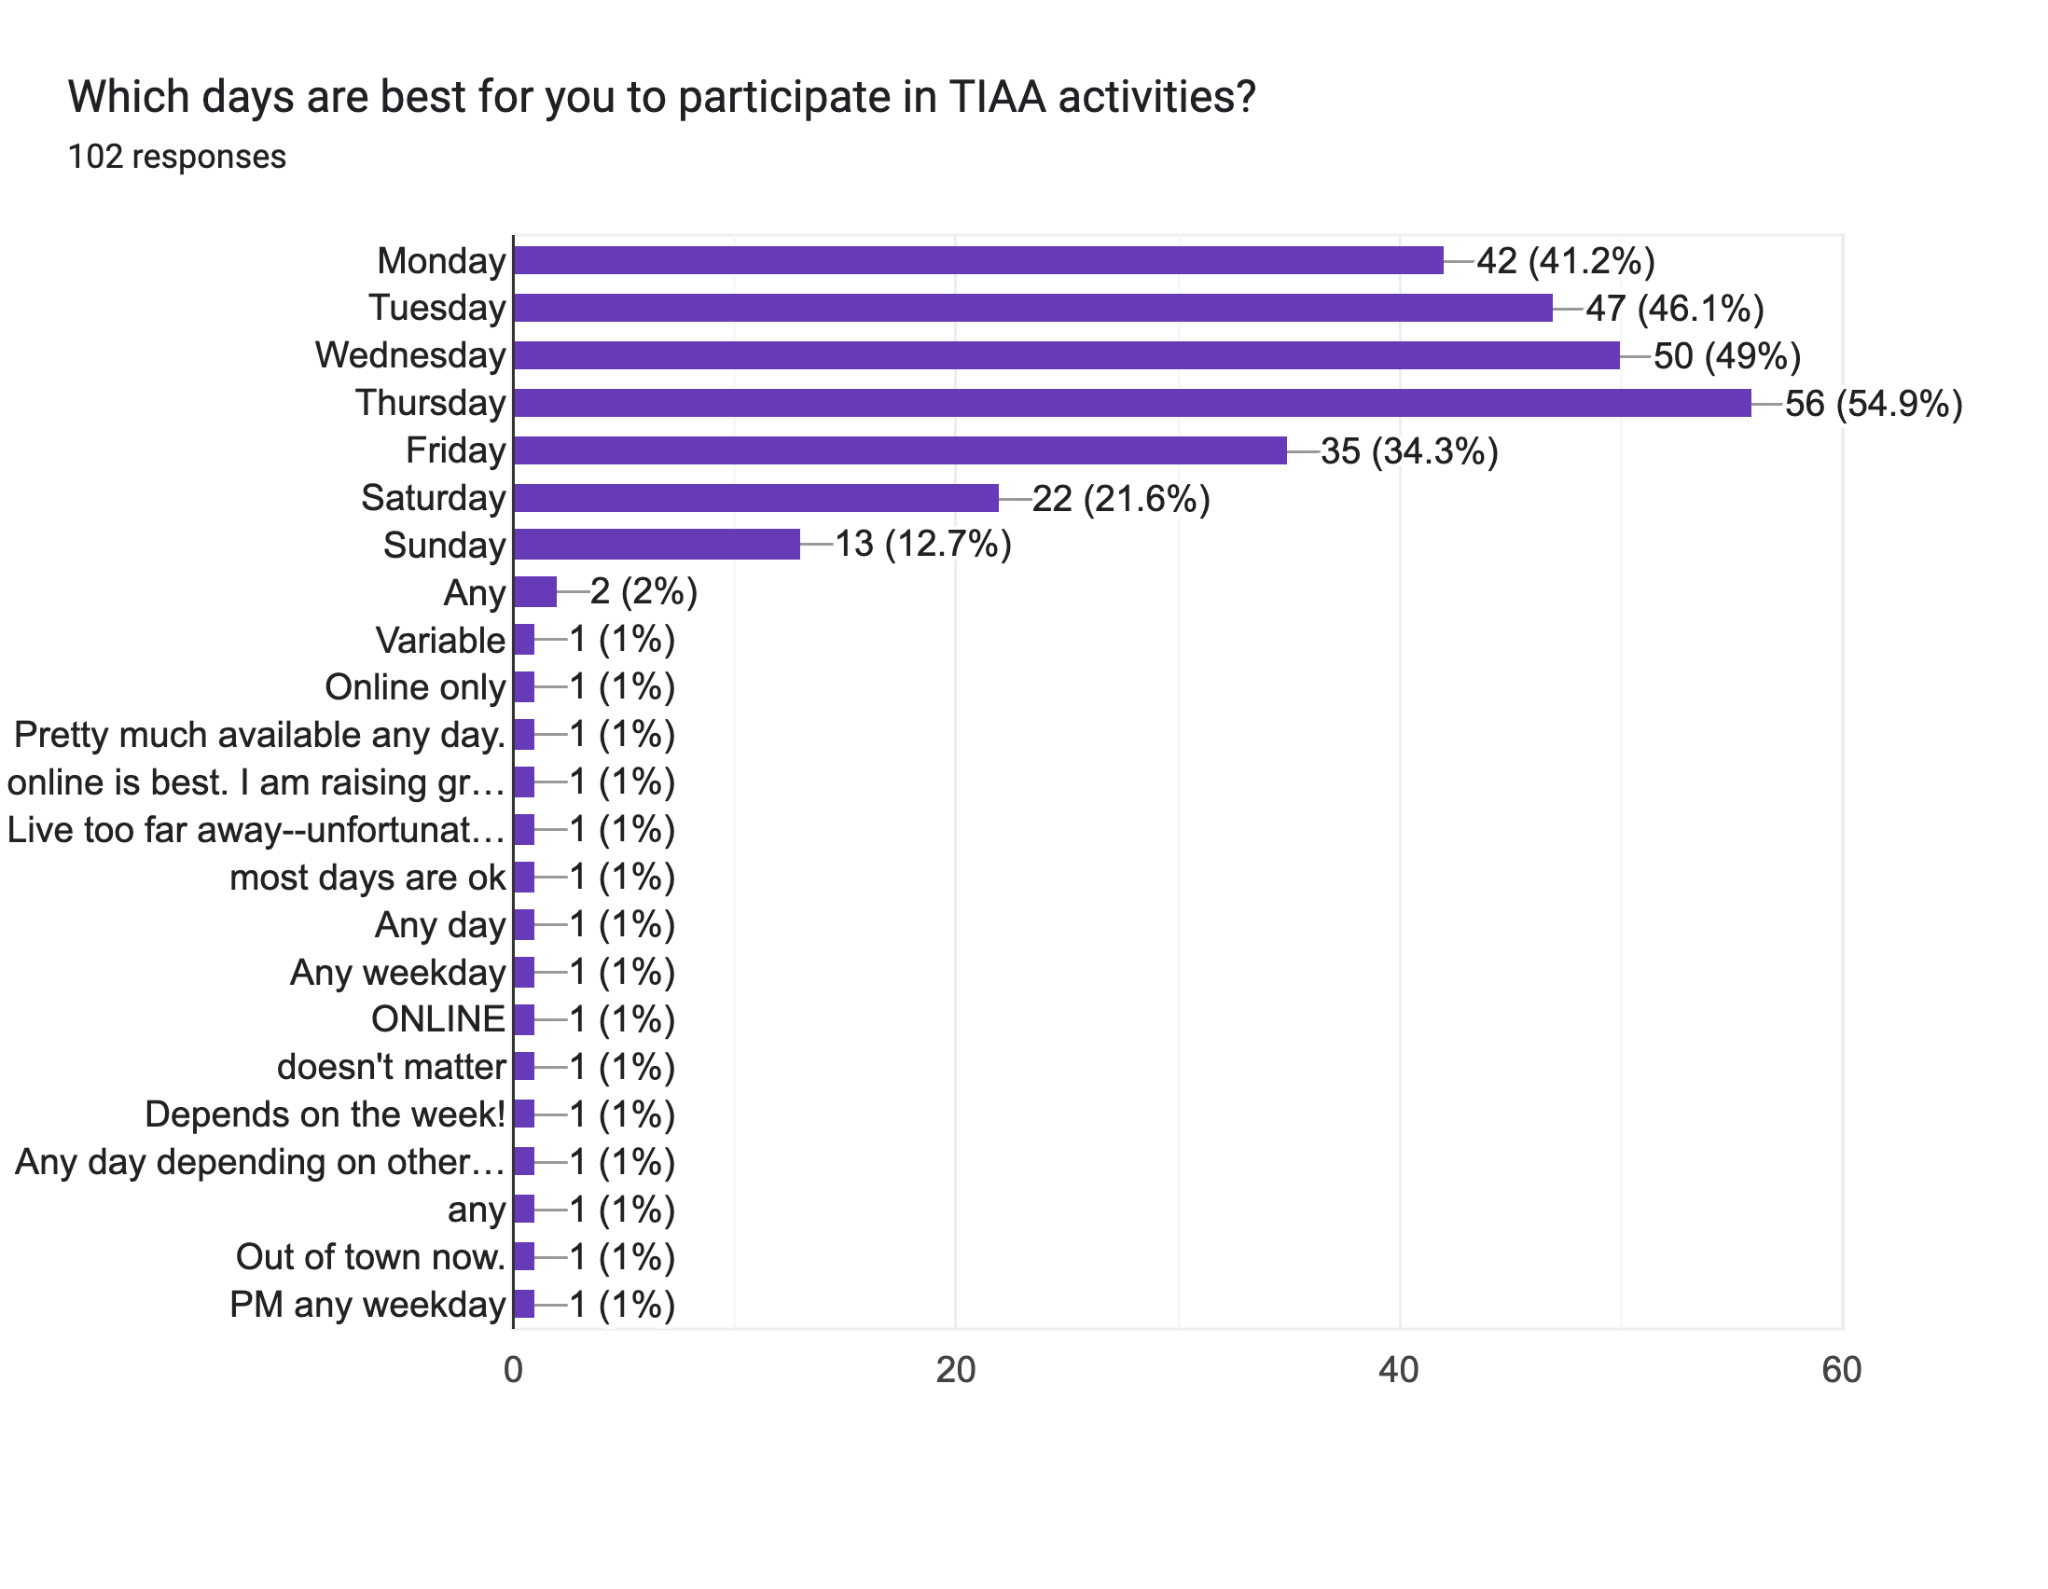 Which days are best for you to participate in TIAA activities?
102 responses
Monday 42 (41.2%)
Tuesday 47 (46.1%)
Wednesday 50 (49%)
Thursday 56 (54.9%)
Friday 35 (34.3%)
Saturday 22 (21.6%)
Sunday 13 (12.7%)
Any 2 (2%)
Variable 1 (1%)
Online only 1 (1%)
Pretty much available any day. 1 (1%)
online is best. I am raising gr… 1 (1%)
Live too far away--unfortunat… 1 (1%)
most days are ok 1 (1%)
Any day 1 (1%)
Any weekday 1 (1%)
ONLINE 1 (1%)
doesn't matter 1 (1%)
Depends on the week! 1 (1%)
Any day depending on other… 1 (1%)
any 1 (1%)
Out of town now. 1 (1%)
PM any weekday 1 (1%)
0 20 40 60